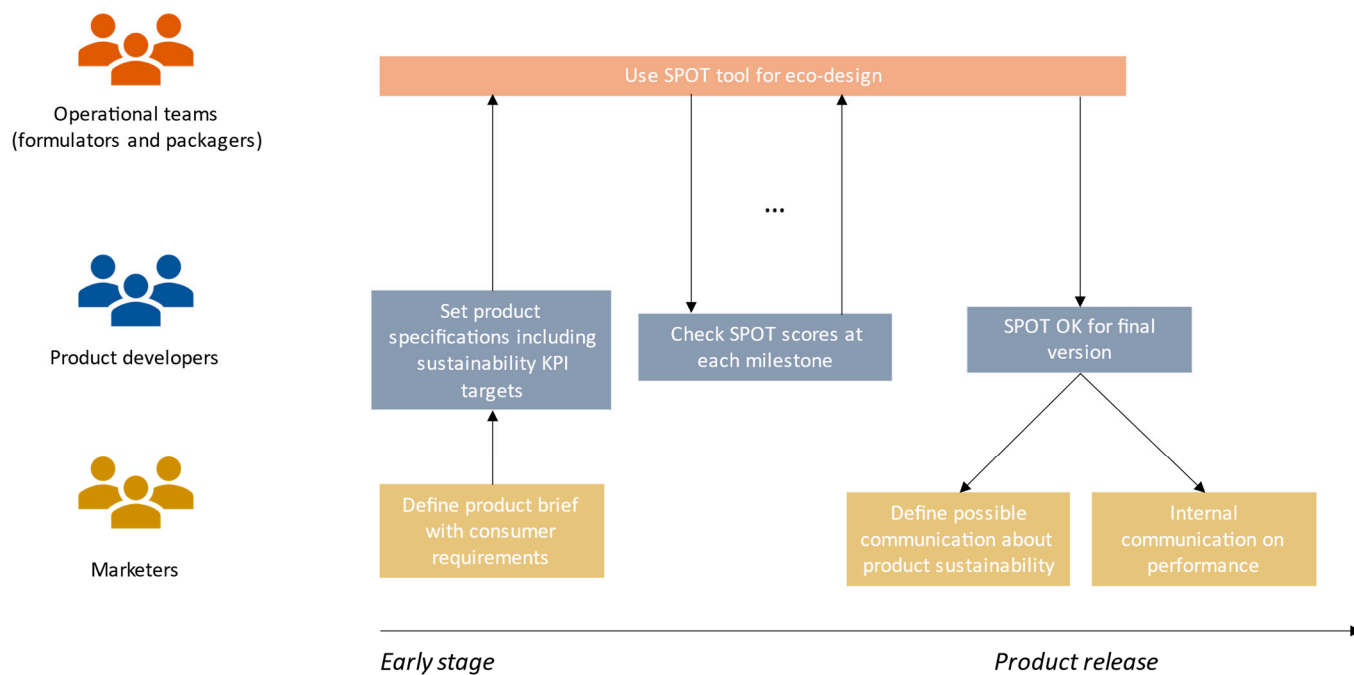 Use SPOT tool for eco-design
Operational teams
(formulators and packagers)
...
Set product
specifications including
sustainability KPI
targets
Check SPOT scores at
each milestone
SPOT OK for final
version
Product developers
Define product brief
with consumer
requirements
Define possible
communication about
product sustainability
Internal
communication on
performance
Marketers
Early stage
Product release